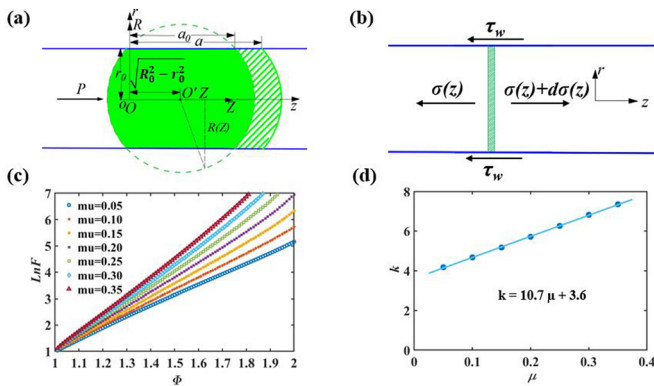 (a)
r
R
a₀
a
r₀
√R₀² − r₀²
P
o
O
O'
Z
Z
z
R(Z)
(b)
τw
σ(z)
σ(z)+dσ(z)
r
z
τw
(c)
7
6
5
4
3
2
1
LnF
mu=0.05
mu=0.10
mu=0.15
mu=0.20
mu=0.25
mu=0.30
mu=0.35
1 1.1 1.2 1.3 1.4 1.5 1.6 1.7 1.8 1.9 2
Φ
(d)
8
6
4
2
0
k
k = 10.7 μ + 3.6
0 0.1 0.2 0.3 0.4
μ